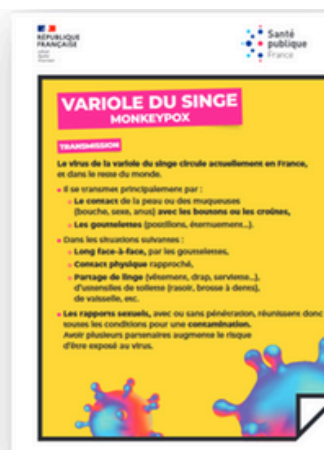 RÉPUBLIQUE
FRANÇAISE
Santé
publique
France
VARIOLE DU SINGE
MONKEYPOX
TRANSMISSION
Le virus de la variole du singe circule actuellement en France,
et dans le reste du monde.
Il se transmet principalement par :
Le contact de la peau ou des muqueuses
(bouche, sexe, anus) avec les boutons ou les croûtes,
Les gouttelettes (postillons, éternuement...).
Dans les situations suivantes :
Long face-à-face, par les gouttelettes,
Contact physique rapproché,
Partage de linge (vêtement, drap, serviette...),
d'ustensiles de toilette (rasoir, brosse à dents),
de vaisselle, etc.
Les rapports sexuels, avec ou sans pénétration, réunissent donc
toutes les conditions pour une contamination.
Avoir plusieurs partenaires augmente le risque
d'être exposé au virus.